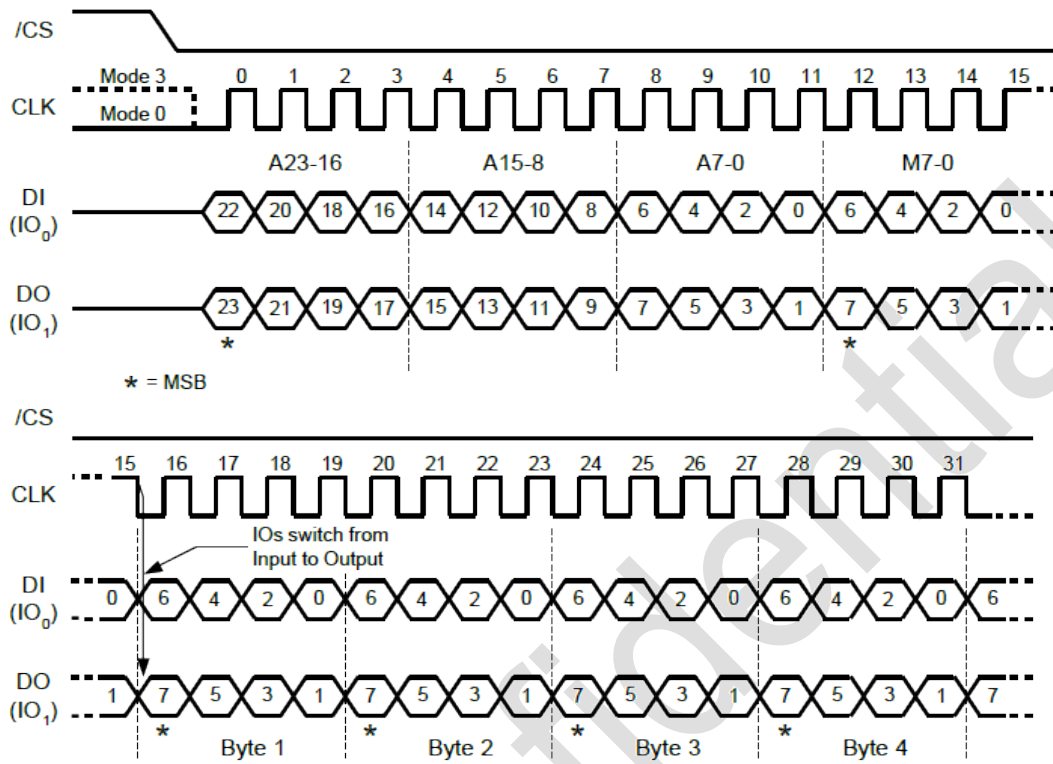 /CS
Mode 3 0 1 2 3 4 5 6 7 8 9 10 11 12 13 14 15
CLK
Mode 0
A23-16 A15-8 A7-0 M7-0
DI (IO0) 22 20 18 16 14 12 10 8 6 4 2 0 6 4 2 0
DO (IO1) 23 21 19 17 15 13 11 9 7 5 3 1 7 5 3 1
* *
* = MSB
/CS
15 16 17 18 19 20 21 22 23 24 25 26 27 28 29 30 31
CLK
IOs switch from
Input to Output
DI (IO0) 0 6 4 2 0 6 4 2 0 6 4 2 0 6 4 2 0 6
DO (IO1) 1 7 5 3 1 7 5 3 1 7 5 3 1 7 5 3 1 7
* * * *
Byte 1 Byte 2 Byte 3 Byte 4
fidential